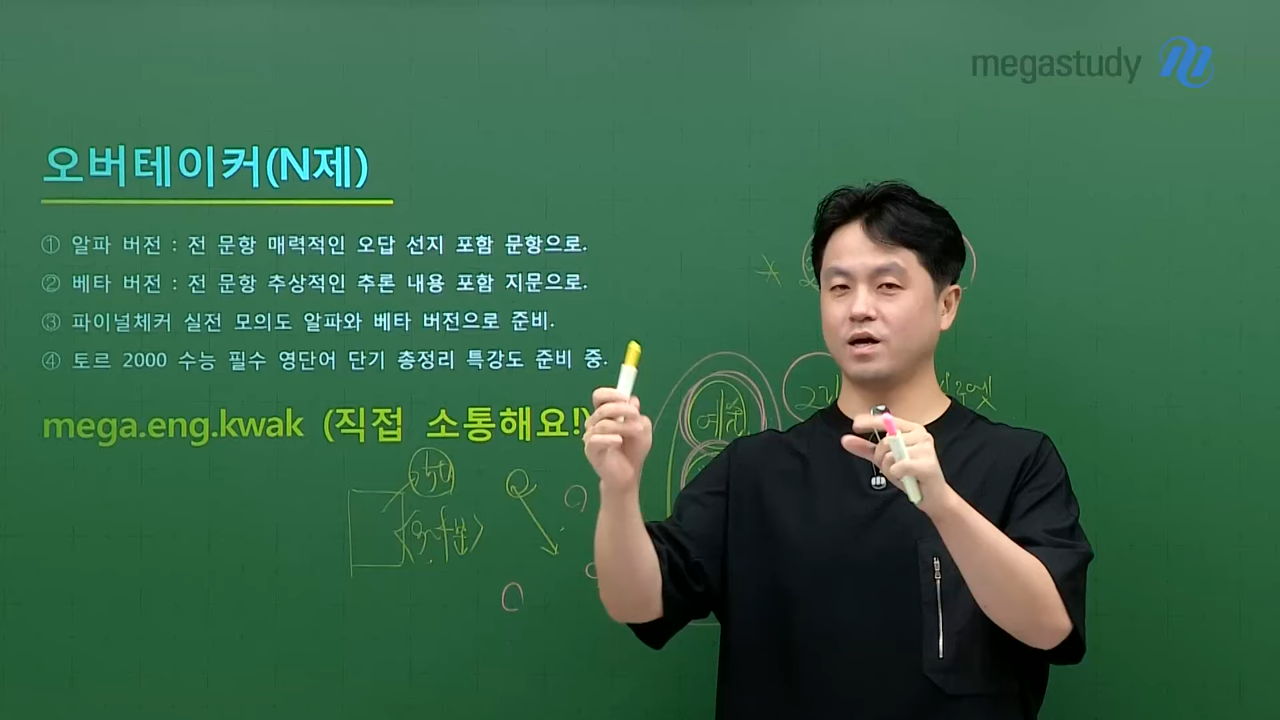 megastudy
오버테이커(N제)
① 알파 버전 : 전 문항 매력적인 오답 선지 포함 문항으로.
② 베타 버전 : 전 문항 추상적인 추론 내용 포함 지문으로.
③ 파이널체커 실전 모의도 알파와 베타 버전으로 준비.
④ 토르 2000 수능 필수 영단어 단기 총정리 특강도 준비 중.
mega.eng.kwak (직접 소통해요!)